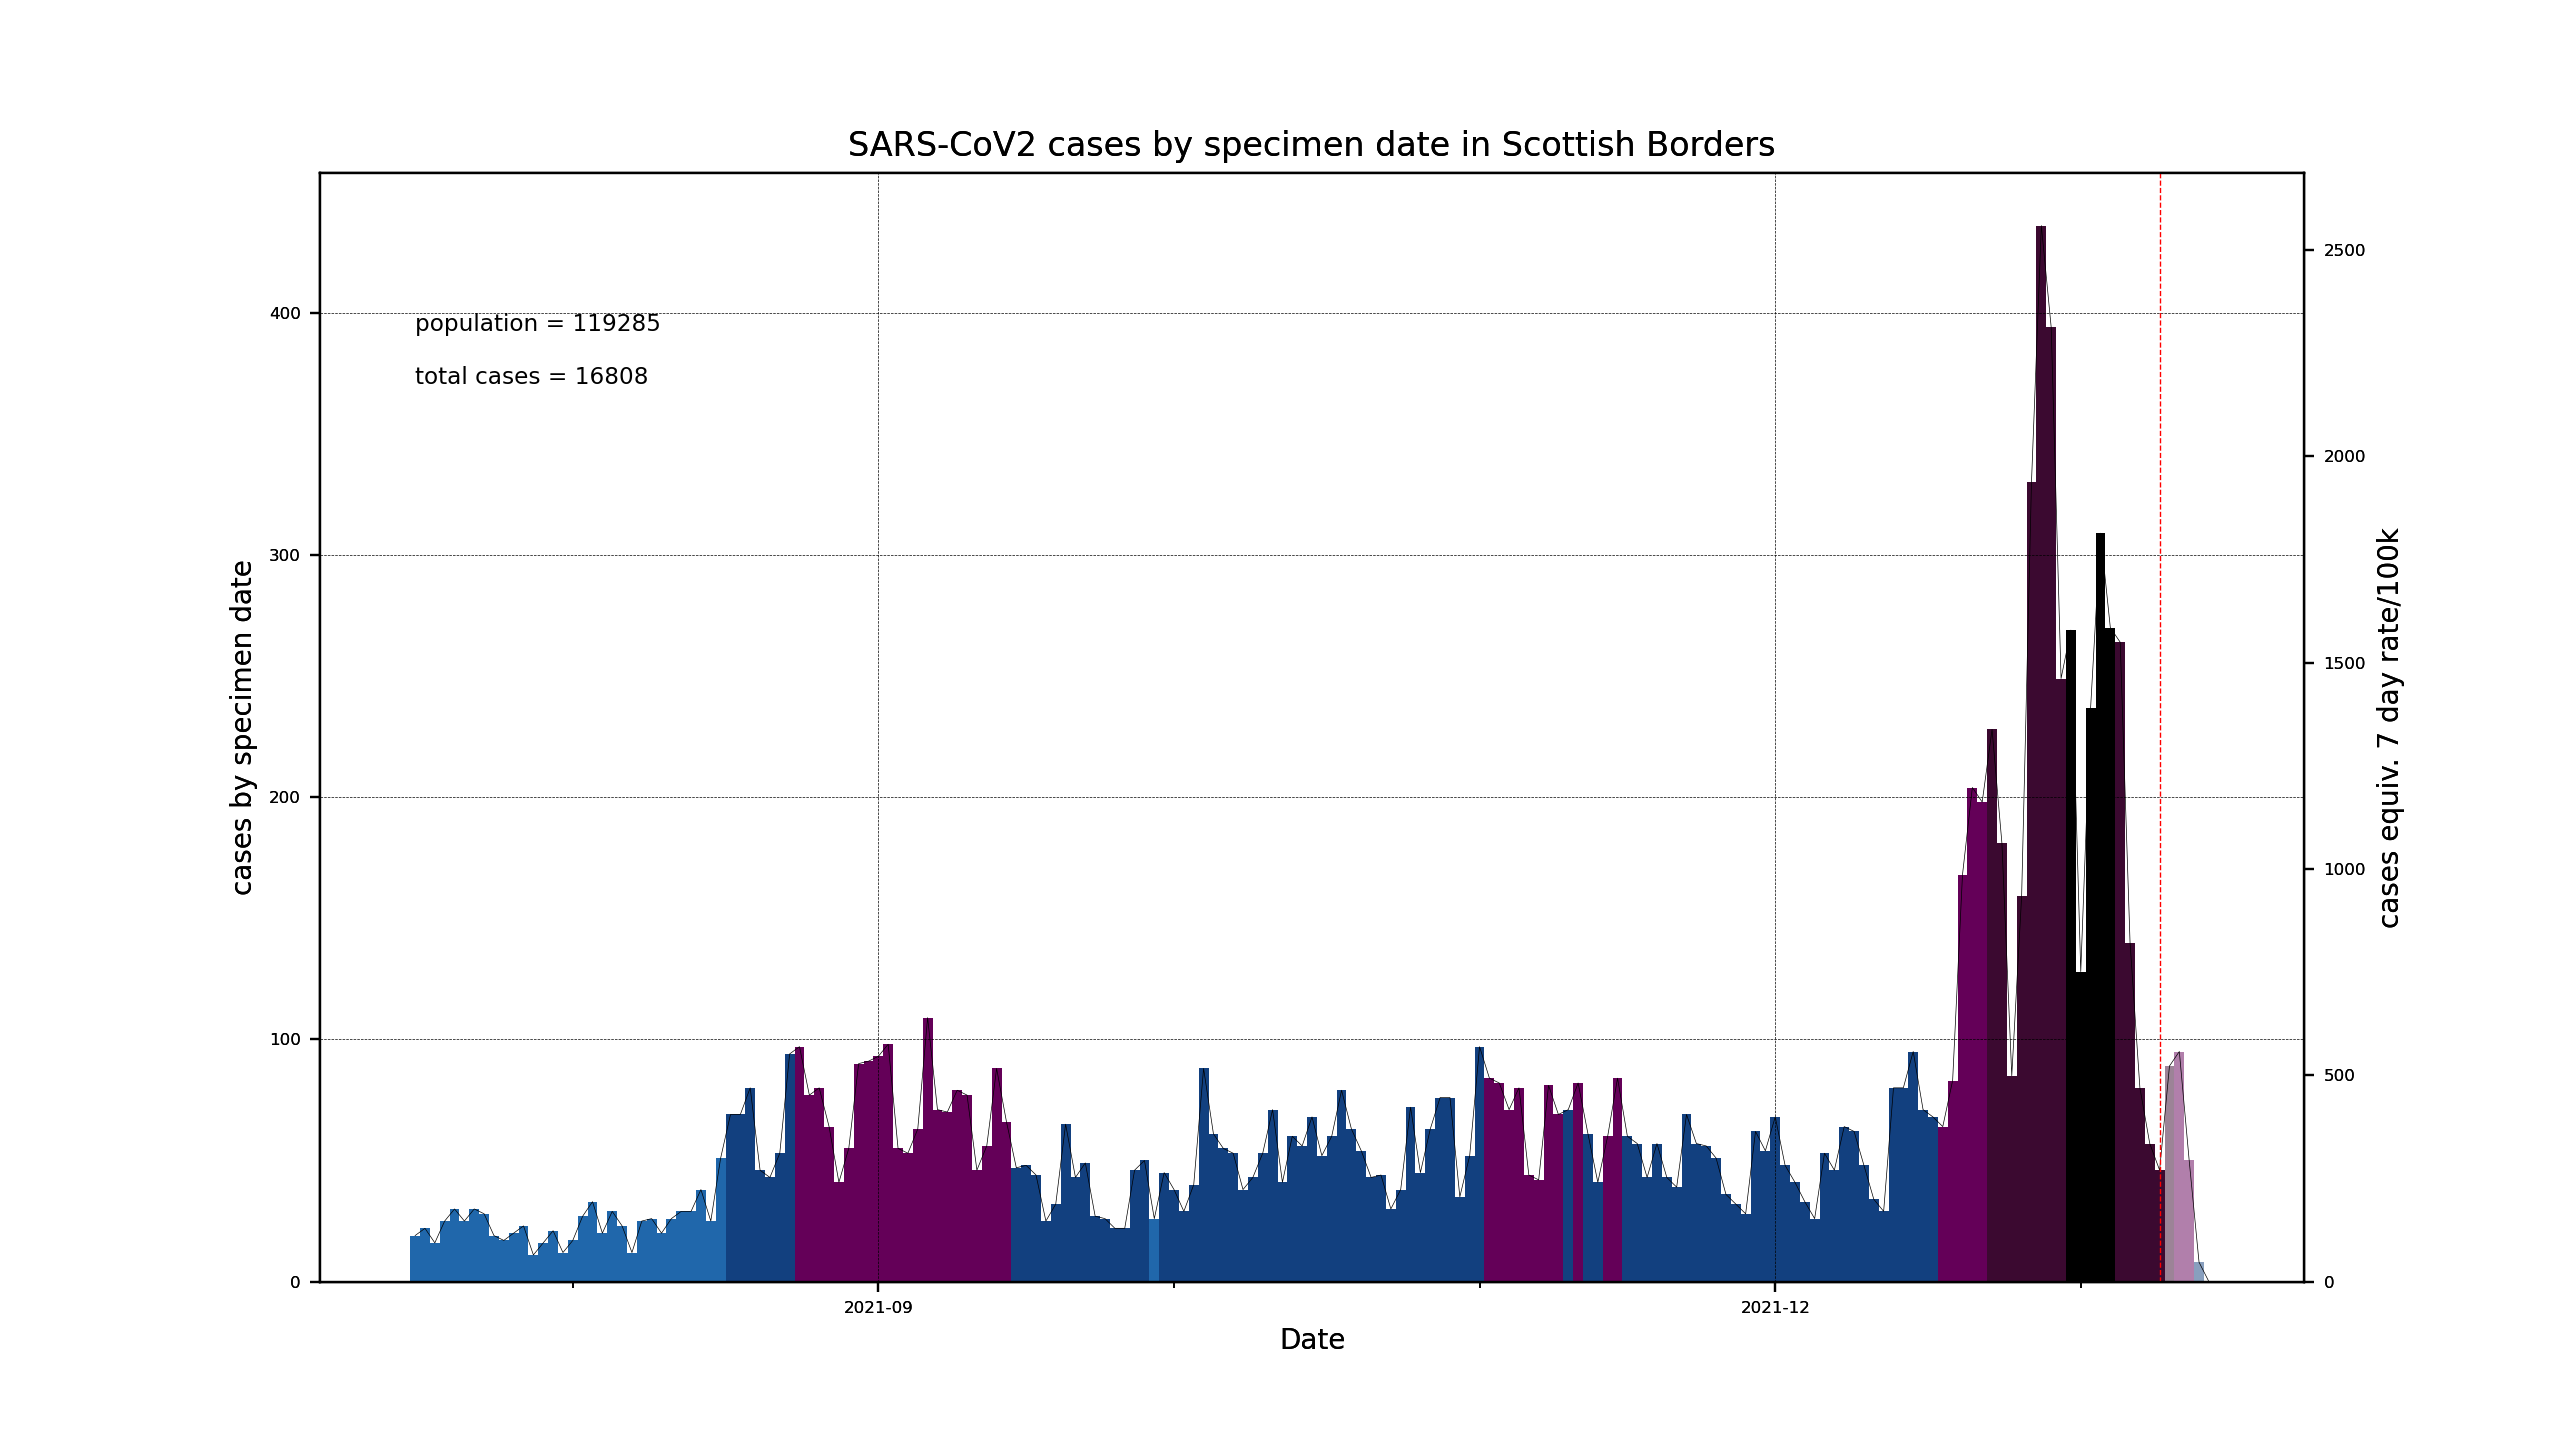 SARS-CoV2 cases by specimen date in Scottish Borders
population = 119285
total cases = 16808
cases by specimen date
400
300
200
100
0
2500
2000
1500
1000
500
0
cases equiv. 7 day rate/100k
2021-09
2021-12
Date